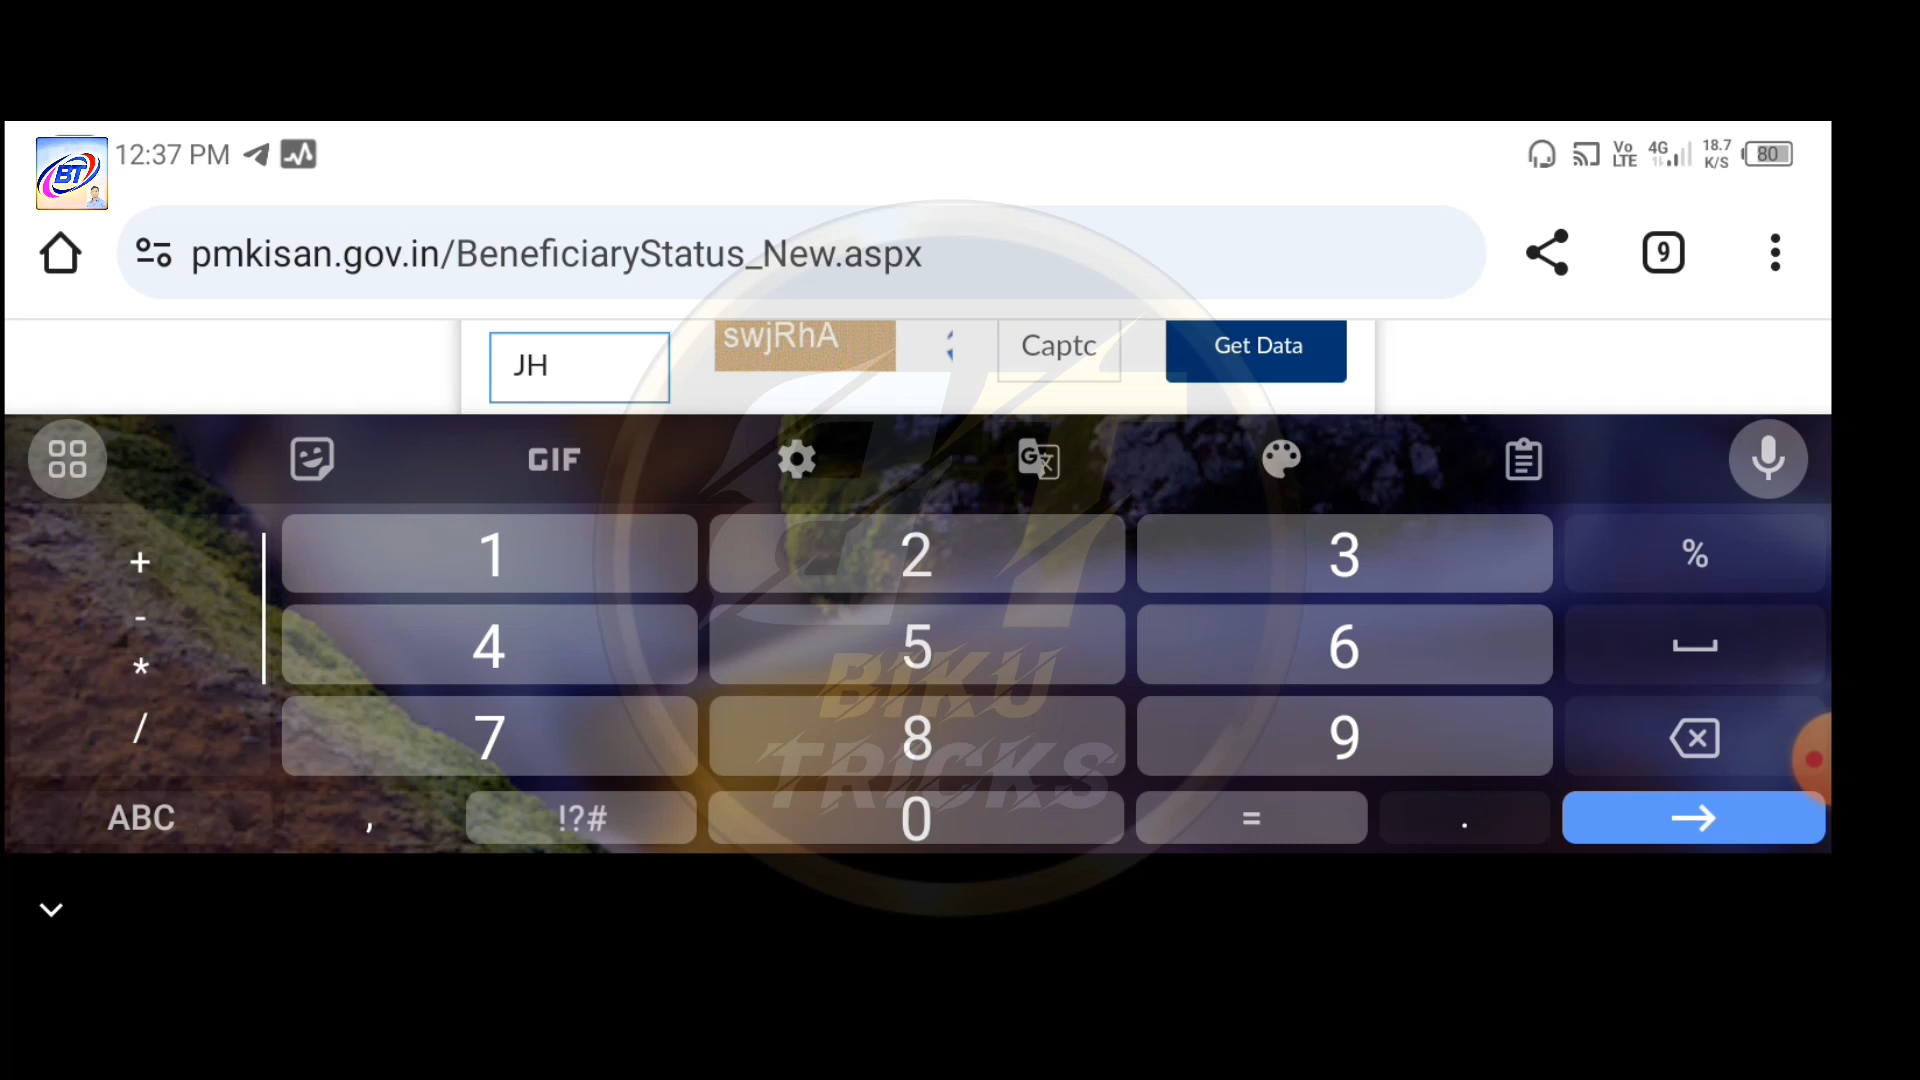 BT
12:37 PM
Vo
LTE
4G
18.7
K/S
80
pmkisan.gov.in/BeneficiaryStatus_New.aspx
9
JH
swjRhA
Captc
Get Data
GIF
G
+
1
2
3
%
-
4
5
6
*
BIKU
/
7
8
9
TRICKS
ABC
,
!?#
0
=
.